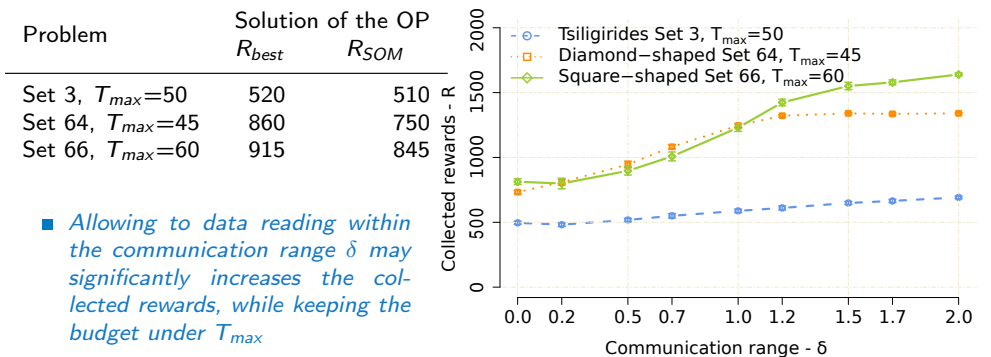 Problem Solution of the OP
R_best R_SOM
Set 3, T_max=50 520 510
Set 64, T_max=45 860 750
Set 66, T_max=60 915 845
Allowing to data reading within
the communication range δ may
significantly increases the col-
lected rewards, while keeping the
budget under T_max
Tsiligirides Set 3, T_max=50
Diamond−shaped Set 64, T_max=45
Square−shaped Set 66, T_max=60
Collected rewards - R
2000
1500
1000
500
0
0.0 0.2 0.5 0.7 1.0 1.2 1.5 1.7 2.0
Communication range - δ